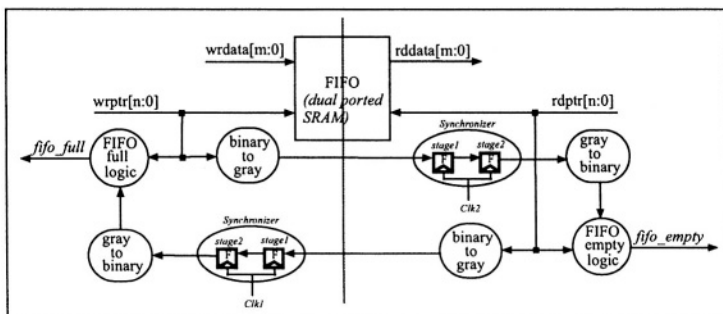 wrdata[m:0]
rddata[m:0]
FIFO
(dual ported
SRAM)
wrptr[n:0]
rdptr[n:0]
fifo_full
FIFO
full
logic
binary
to
gray
Synchronizer
stage1
stage2
F
F
Clk2
gray
to
binary
gray
to
binary
Synchronizer
stage2
stage1
F
F
Clk1
binary
to
gray
FIFO
empty
logic
fifo_empty